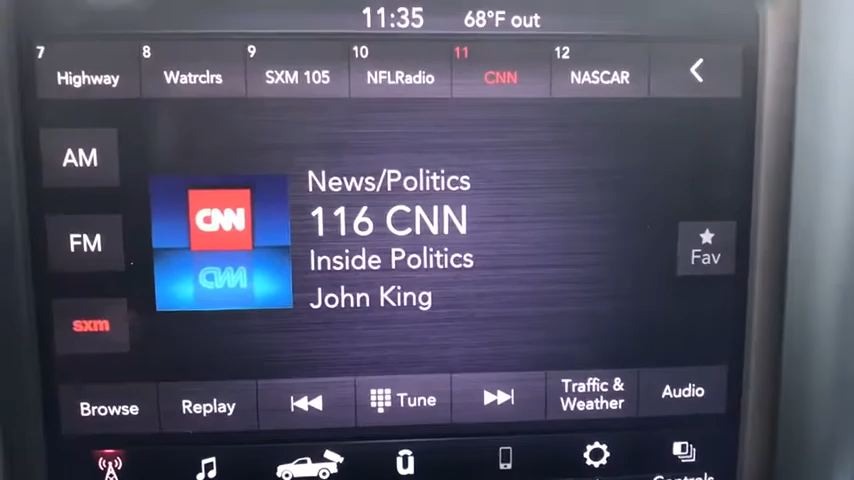 11:35 68°F out
7 8 9 10 11 12
Highway Watrclrs SXM 105 NFLRadio CNN NASCAR
AM
FM
sxm
CNN
News/Politics
116 CNN
Inside Politics
John King
Fav
Browse Replay Tune Traffic & Weather Audio
Controls